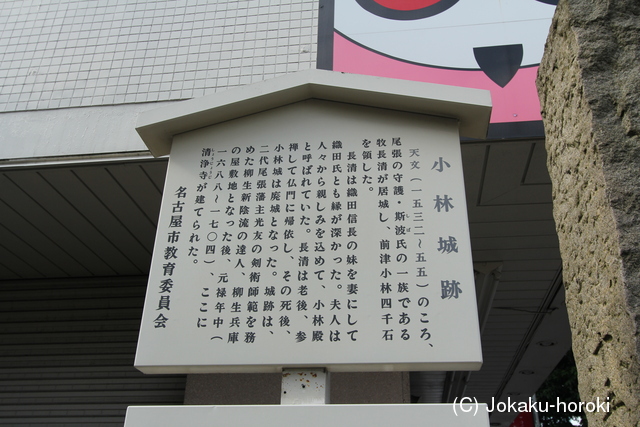 小林城跡
天文(一五三二~五五)のころ、
尾張の守護・斯波氏の一族である
牧長清が居城し、前津小林四千石
を領した。
長清は織田信長の妹を妻にして
織田氏とも縁が深かった。夫人は
人々から親しみを込めて、小林殿
と呼ばれていた。長清は老後、参
禅して仏門に帰依し、その死後、
小林城は廃城となった。城跡は、
二代尾張藩主光友の剣術師範を務
めた柳生新陰流の達人、柳生兵庫
の屋敷地となった後、元禄年中(
一六八八~一七〇四)、ここに
清浄寺が建てられた。
名古屋市教育委員会
(C) Jokaku-horoki